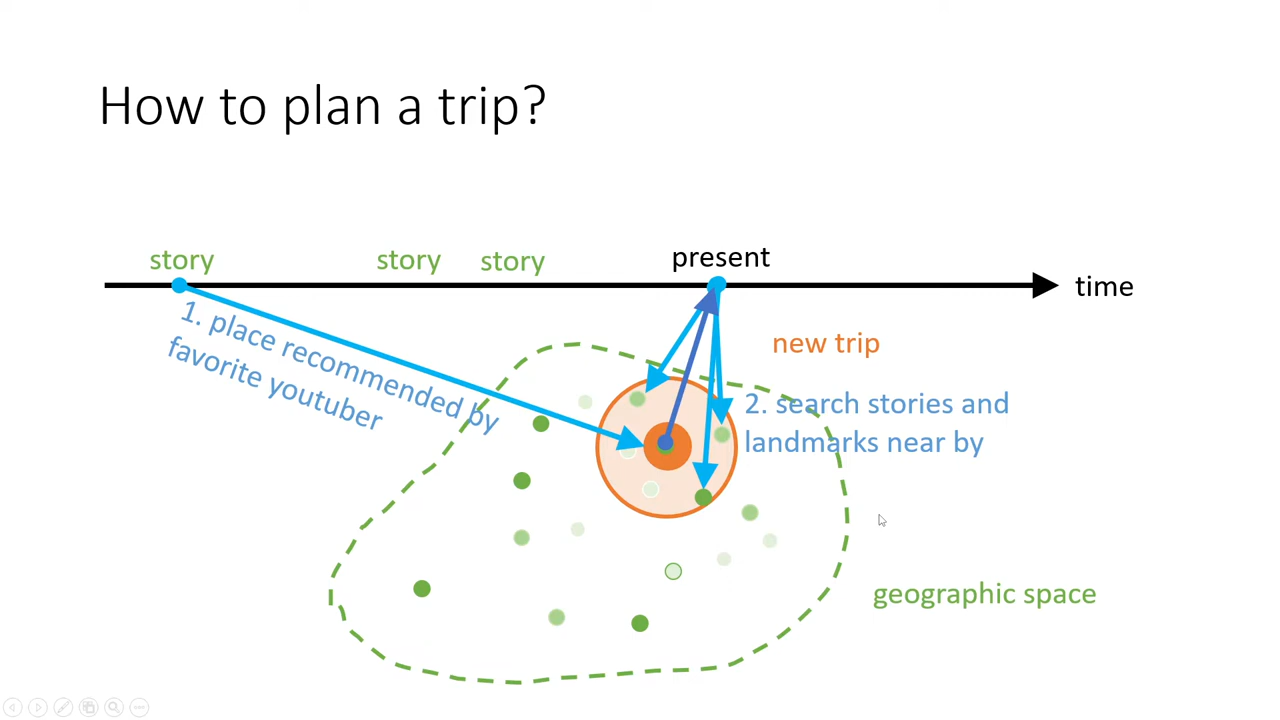 How to plan a trip?
story
story
story
present
time
1. place recommended by
favorite youtuber
new trip
2. search stories and
landmarks near by
geographic space